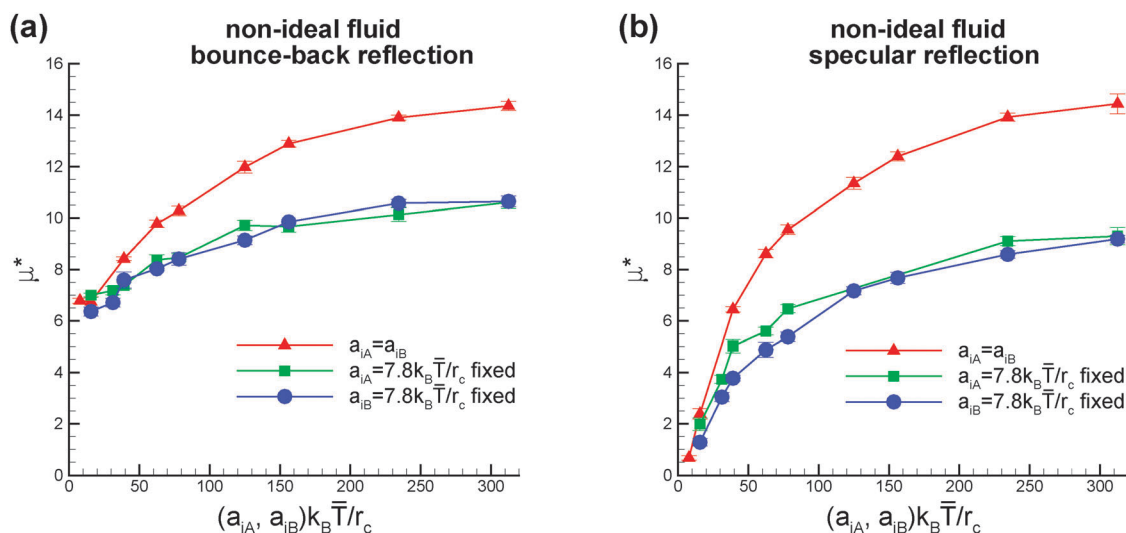 (a)
non-ideal fluid
bounce-back reflection
16
14
12
10
8
6
4
2
0
μ*
a_iA=a_iB
a_iA=7.8k_BT̅/r_c fixed
a_iB=7.8k_BT̅/r_c fixed
0 50 100 150 200 250 300
(a_iA, a_iB)k_BT̅/r_c
(b)
non-ideal fluid
specular reflection
16
14
12
10
8
6
4
2
0
μ*
a_iA=a_iB
a_iA=7.8k_BT̅/r_c fixed
a_iB=7.8k_BT̅/r_c fixed
0 50 100 150 200 250 300
(a_iA, a_iB)k_BT̅/r_c